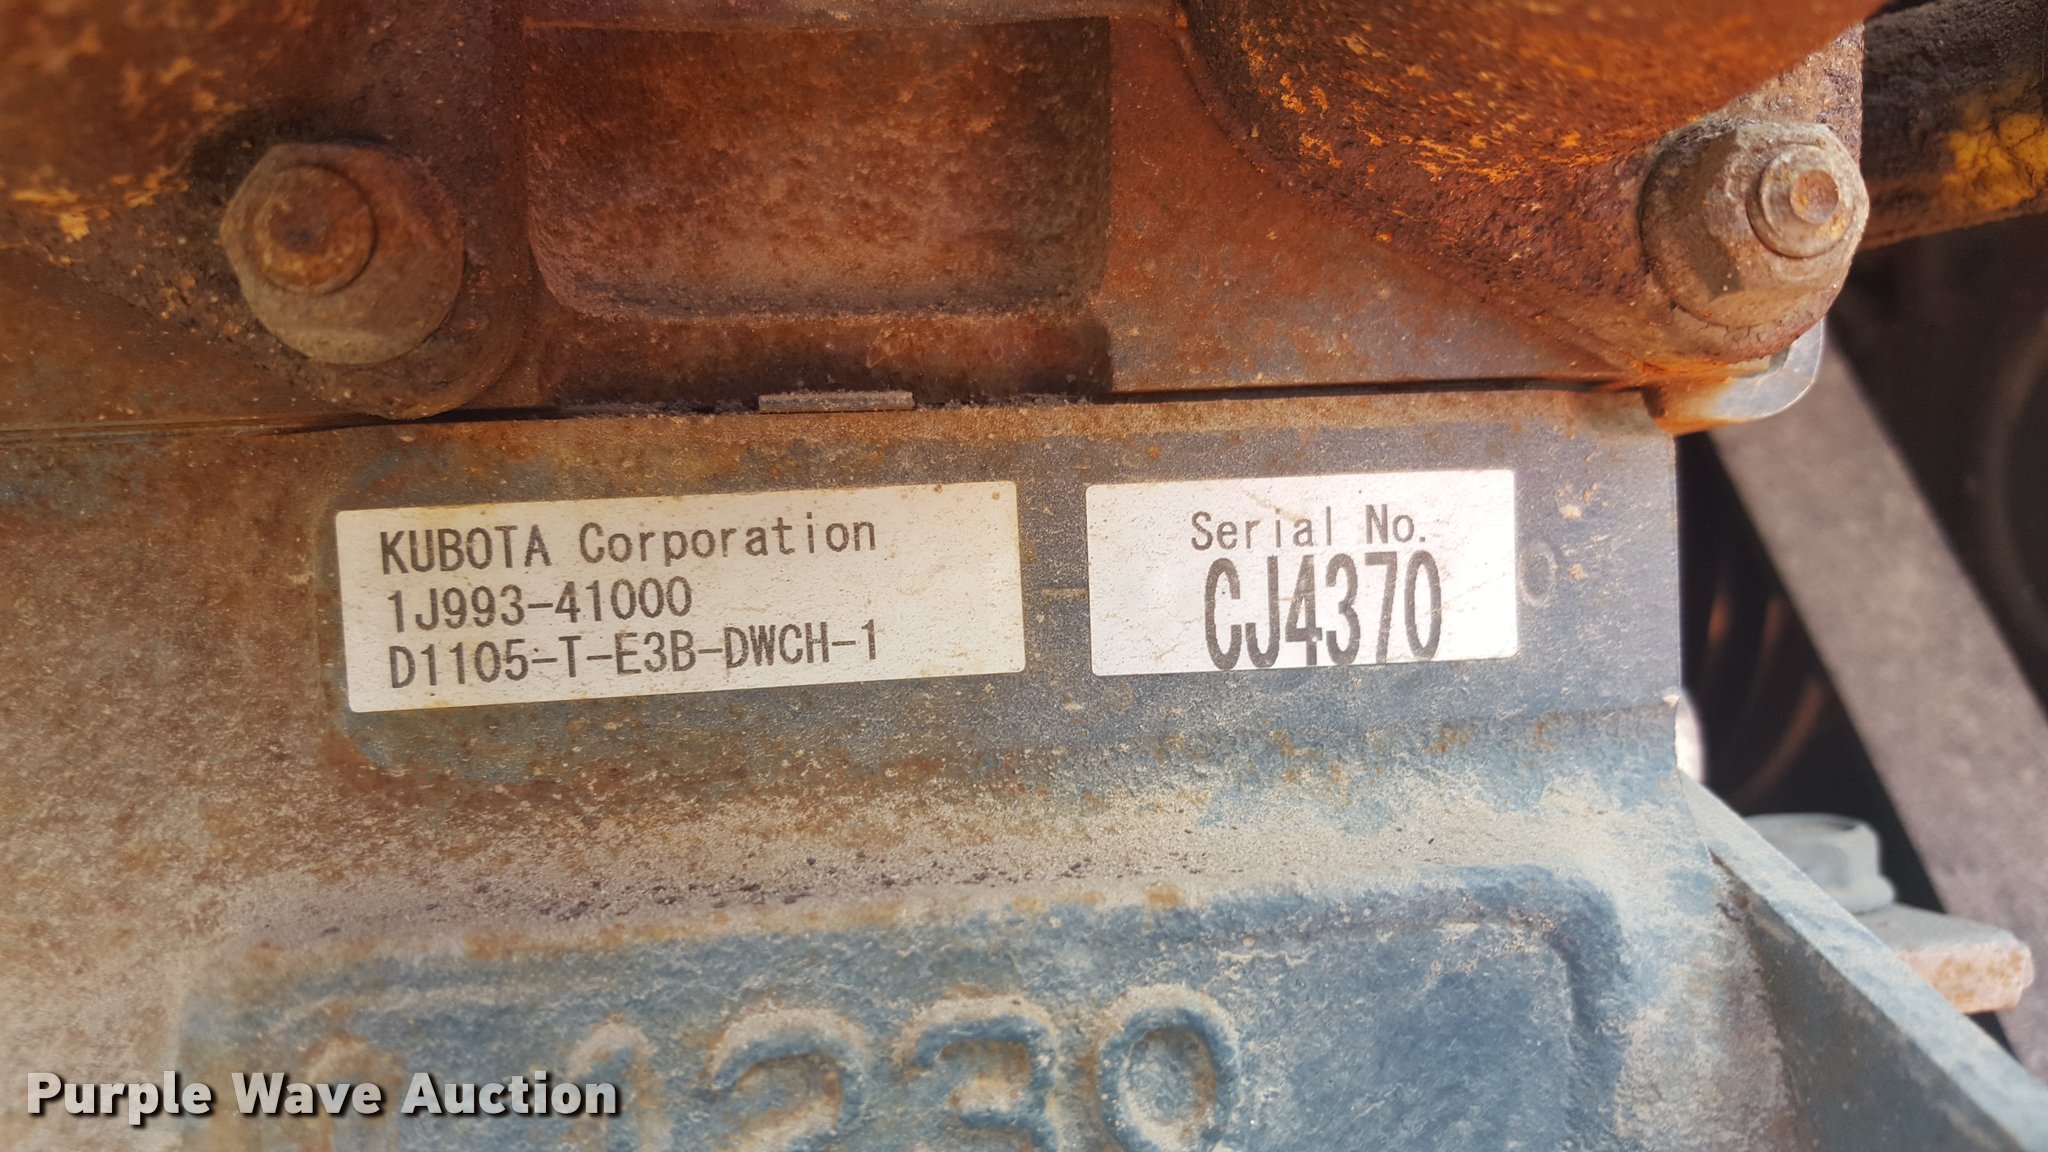 KUBOTA Corporation
1J993-41000
D1105-T-E3B-DWCH-1
Serial No.
CJ4370
Purple Wave Auction